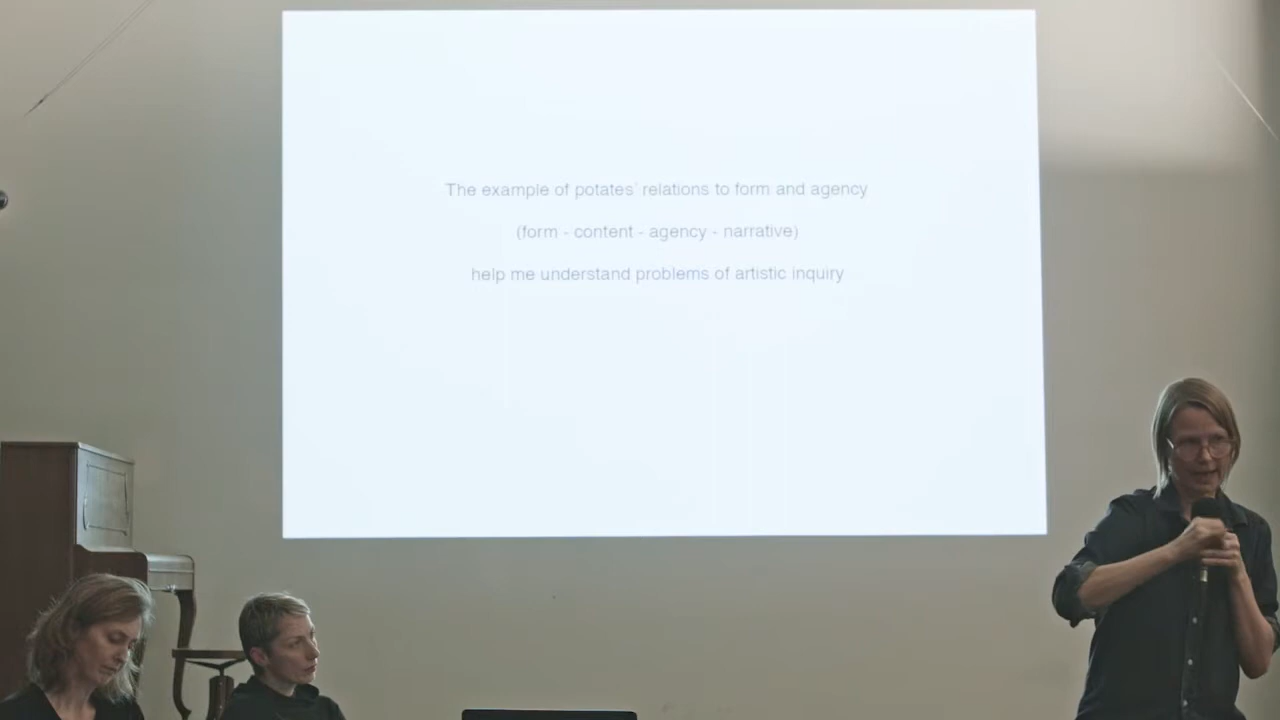 The example of potates' relations to form and agency
(form - content - agency - narrative)
help me understand problems of artistic inquiry